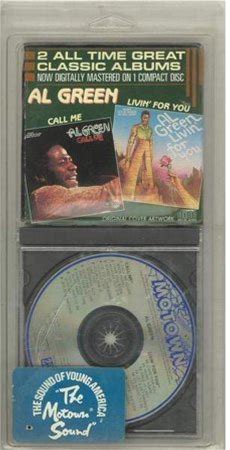 2 ALL TIME GREAT
CLASSIC ALBUMS
NOW DIGITALLY MASTERED ON 1 COMPACT DISC
AL GREEN
LIVIN' FOR YOU
CALL ME
AL GREEN
CALL ME
Al
Green
Livin'
for you
ORIGINAL COVER ARTWORK
MOTOWN
THE SOUND OF YOUNG AMERICA
"The
Motown®
Sound"